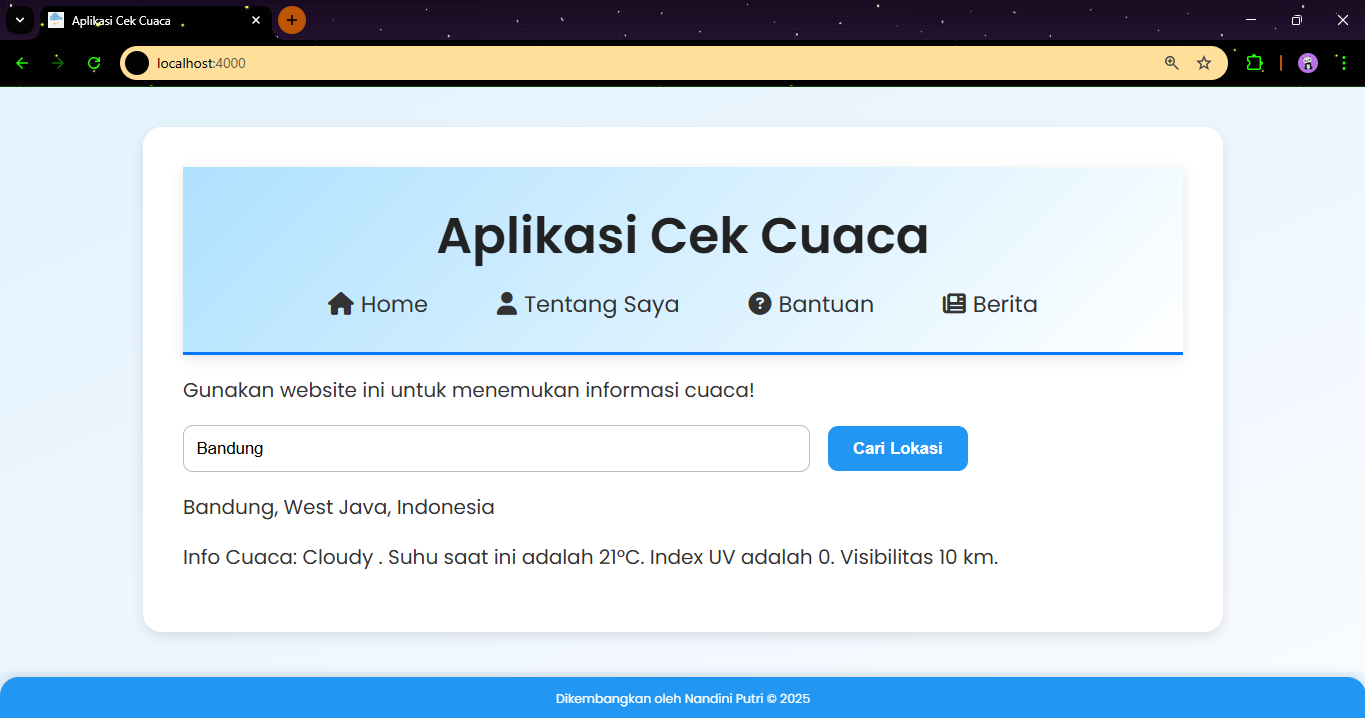 Aplikasi Cek Cuaca
localhost:4000
Aplikasi Cek Cuaca
Home Tentang Saya Bantuan Berita
Gunakan website ini untuk menemukan informasi cuaca!
Bandung Cari Lokasi
Bandung, West Java, Indonesia
Info Cuaca: Cloudy . Suhu saat ini adalah 21°C. Index UV adalah 0. Visibilitas 10 km.
Dikembangkan oleh Nandini Putri © 2025